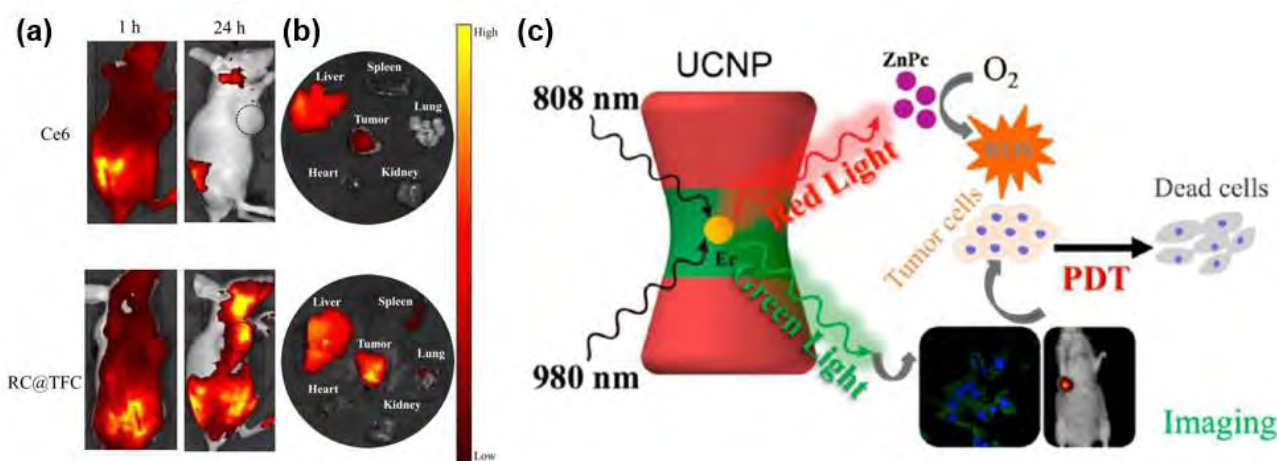 (a)
1 h
24 h
Ce6
RC@TFC
(b)
Liver
Spleen
Lung
Tumor
Heart
Kidney
Liver
Spleen
Tumor
Lung
Heart
Kidney
High
Low
(c)
UCNP
808 nm
980 nm
Er
Red Light
Green Light
ZnPc
O2
Tumor cells
PDT
Dead cells
Imaging